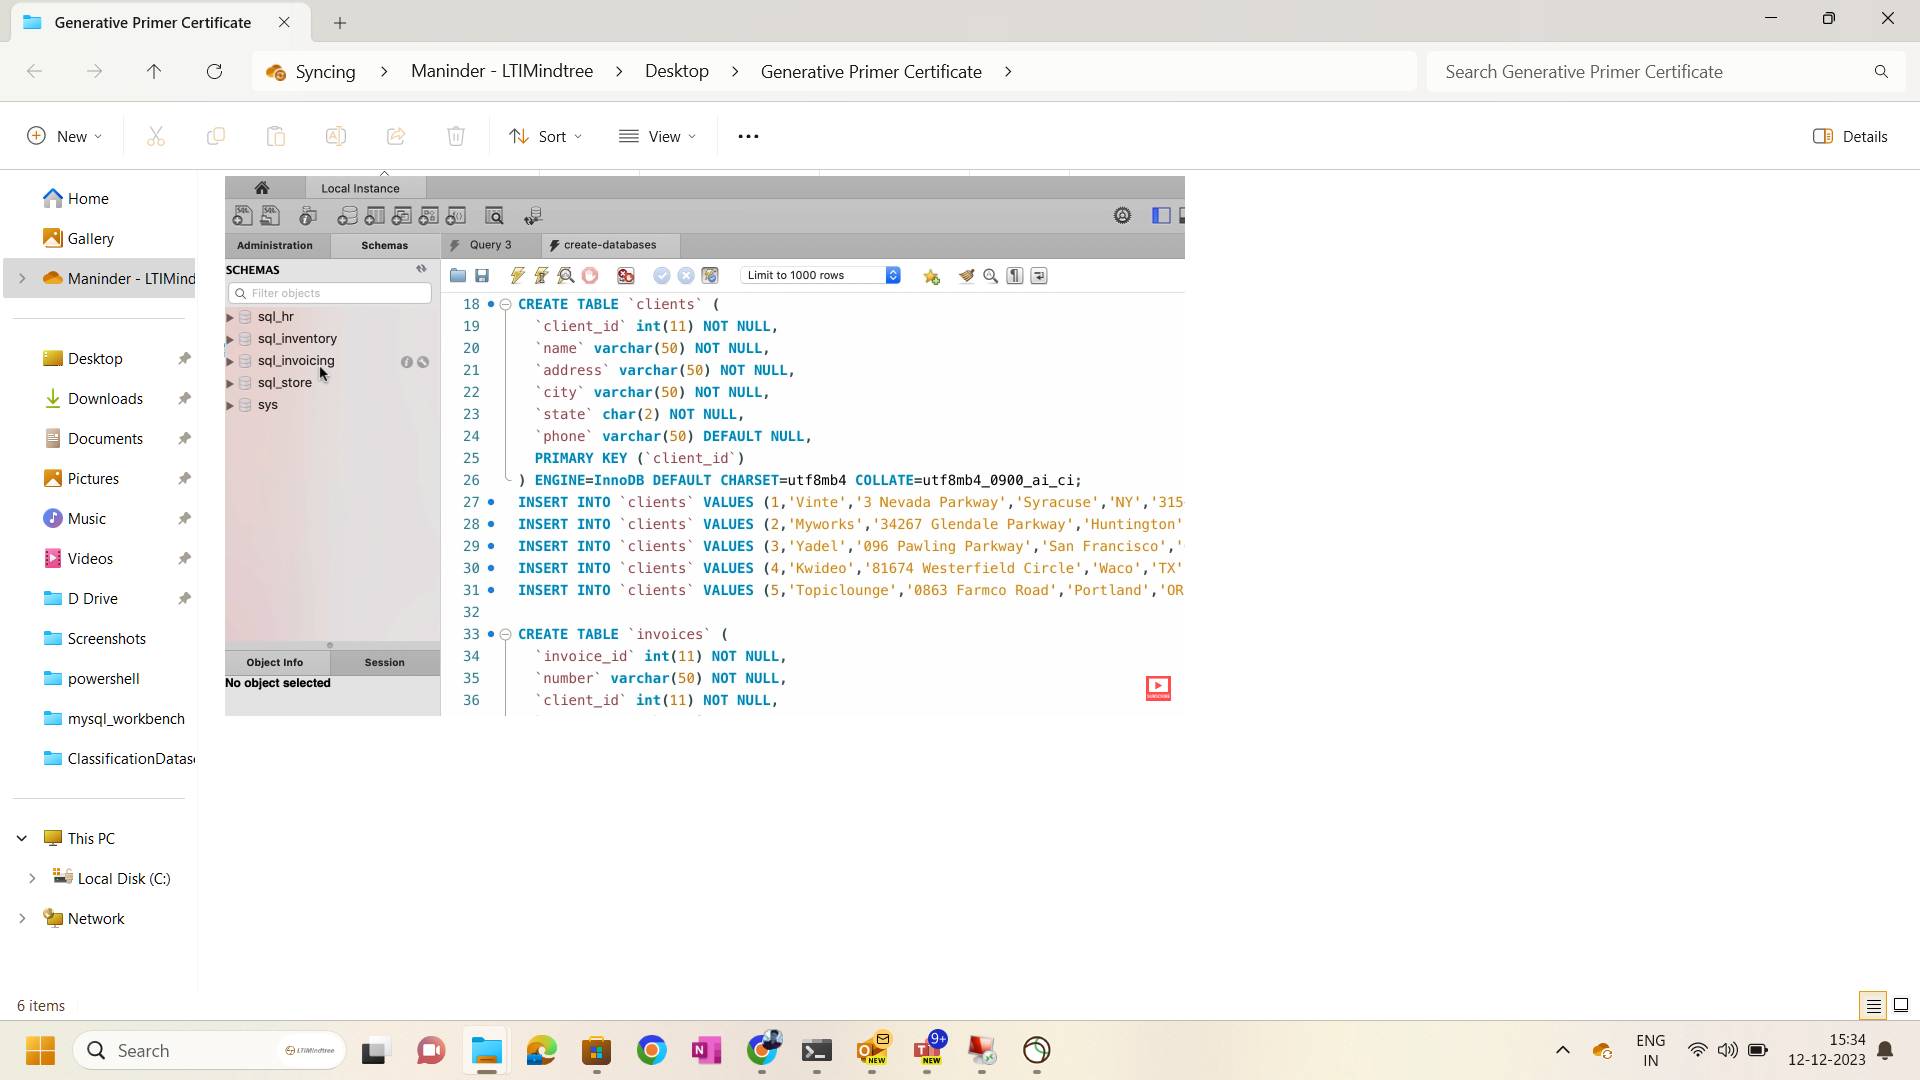 Generative Primer Certificate
Syncing > Maninder - LTIMindtree > Desktop > Generative Primer Certificate >
Search Generative Primer Certificate
New
Sort
View
Details
Home
Gallery
Maninder - LTIMind
Desktop
Downloads
Documents
Pictures
Music
Videos
D Drive
Screenshots
powershell
mysql_workbench
ClassificationDatas
This PC
Local Disk (C:)
Network
6 items
Local Instance
Administration
Schemas
Query 3
create-databases
SCHEMAS
Filter objects
sql_hr
sql_inventory
sql_invoicing
sql_store
sys
Object Info
Session
No object selected
Limit to 1000 rows
18 CREATE TABLE `clients` (
19 `client_id` int(11) NOT NULL,
20 `name` varchar(50) NOT NULL,
21 `address` varchar(50) NOT NULL,
22 `city` varchar(50) NOT NULL,
23 `state` char(2) NOT NULL,
24 `phone` varchar(50) DEFAULT NULL,
25 PRIMARY KEY (`client_id`)
26 ) ENGINE=InnoDB DEFAULT CHARSET=utf8mb4 COLLATE=utf8mb4_0900_ai_ci;
27 INSERT INTO `clients` VALUES (1,'Vinte','3 Nevada Parkway','Syracuse','NY','315
28 INSERT INTO `clients` VALUES (2,'Myworks','34267 Glendale Parkway','Huntington'
29 INSERT INTO `clients` VALUES (3,'Yadel','096 Pawling Parkway','San Francisco','
30 INSERT INTO `clients` VALUES (4,'Kwideo','81674 Westerfield Circle','Waco','TX'
31 INSERT INTO `clients` VALUES (5,'Topiclounge','0863 Farmco Road','Portland','OR
32
33 CREATE TABLE `invoices` (
34 `invoice_id` int(11) NOT NULL,
35 `number` varchar(50) NOT NULL,
36 `client_id` int(11) NOT NULL,
SUBSCRIBE
Search
LTIMindtree
NEW
9+
NEW
ENG
IN
15:34
12-12-2023